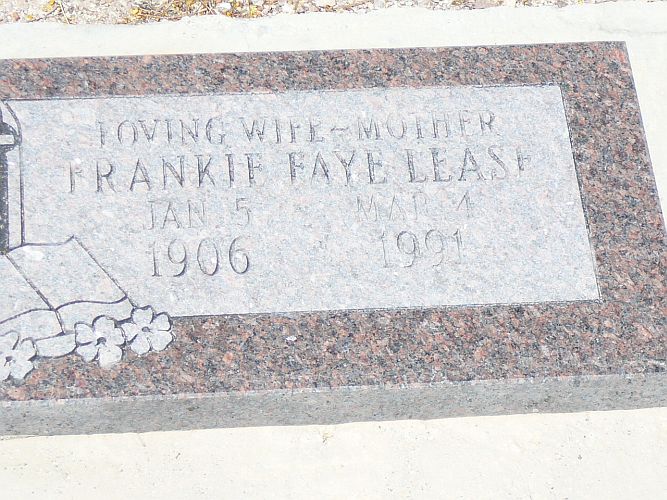 LOVING WIFE~MOTHER
FRANKIE FAYE LEASE
JAN 5 MAR 4
1906 1991